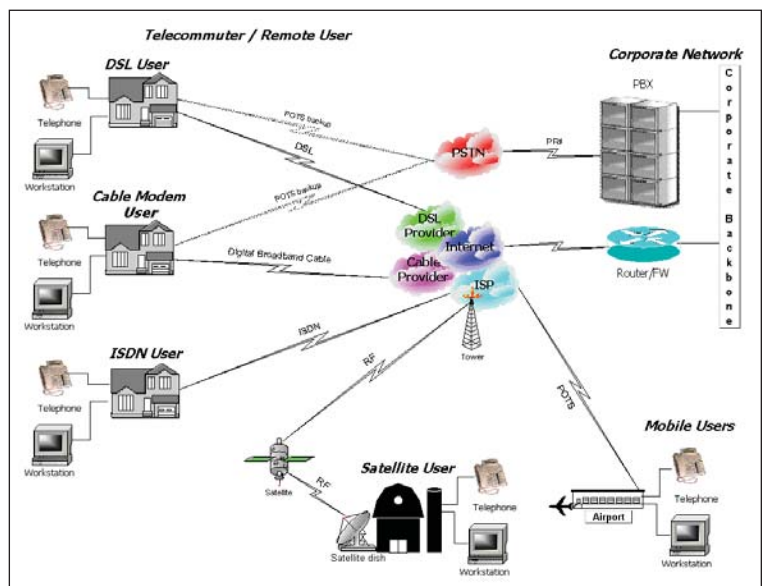 Telecommuter / Remote User
DSL User
Corporate Network
PBX
Telephone
POTS backup
DSL
PSTN
PRI
Workstation
POTS backup
Cable Modem
User
DSL
Provider
Internet
Telephone
Digital Broadband Cable
Cable
Provider
Router/FW
Workstation
ISP
Corporate Backbone
ISDN
Tower
ISDN User
RF
POTS
Telephone
Workstation
Mobile Users
Satellite
Satellite User
RF
Telephone
Telephone
Airport
Satellite dish
Workstation
Workstation